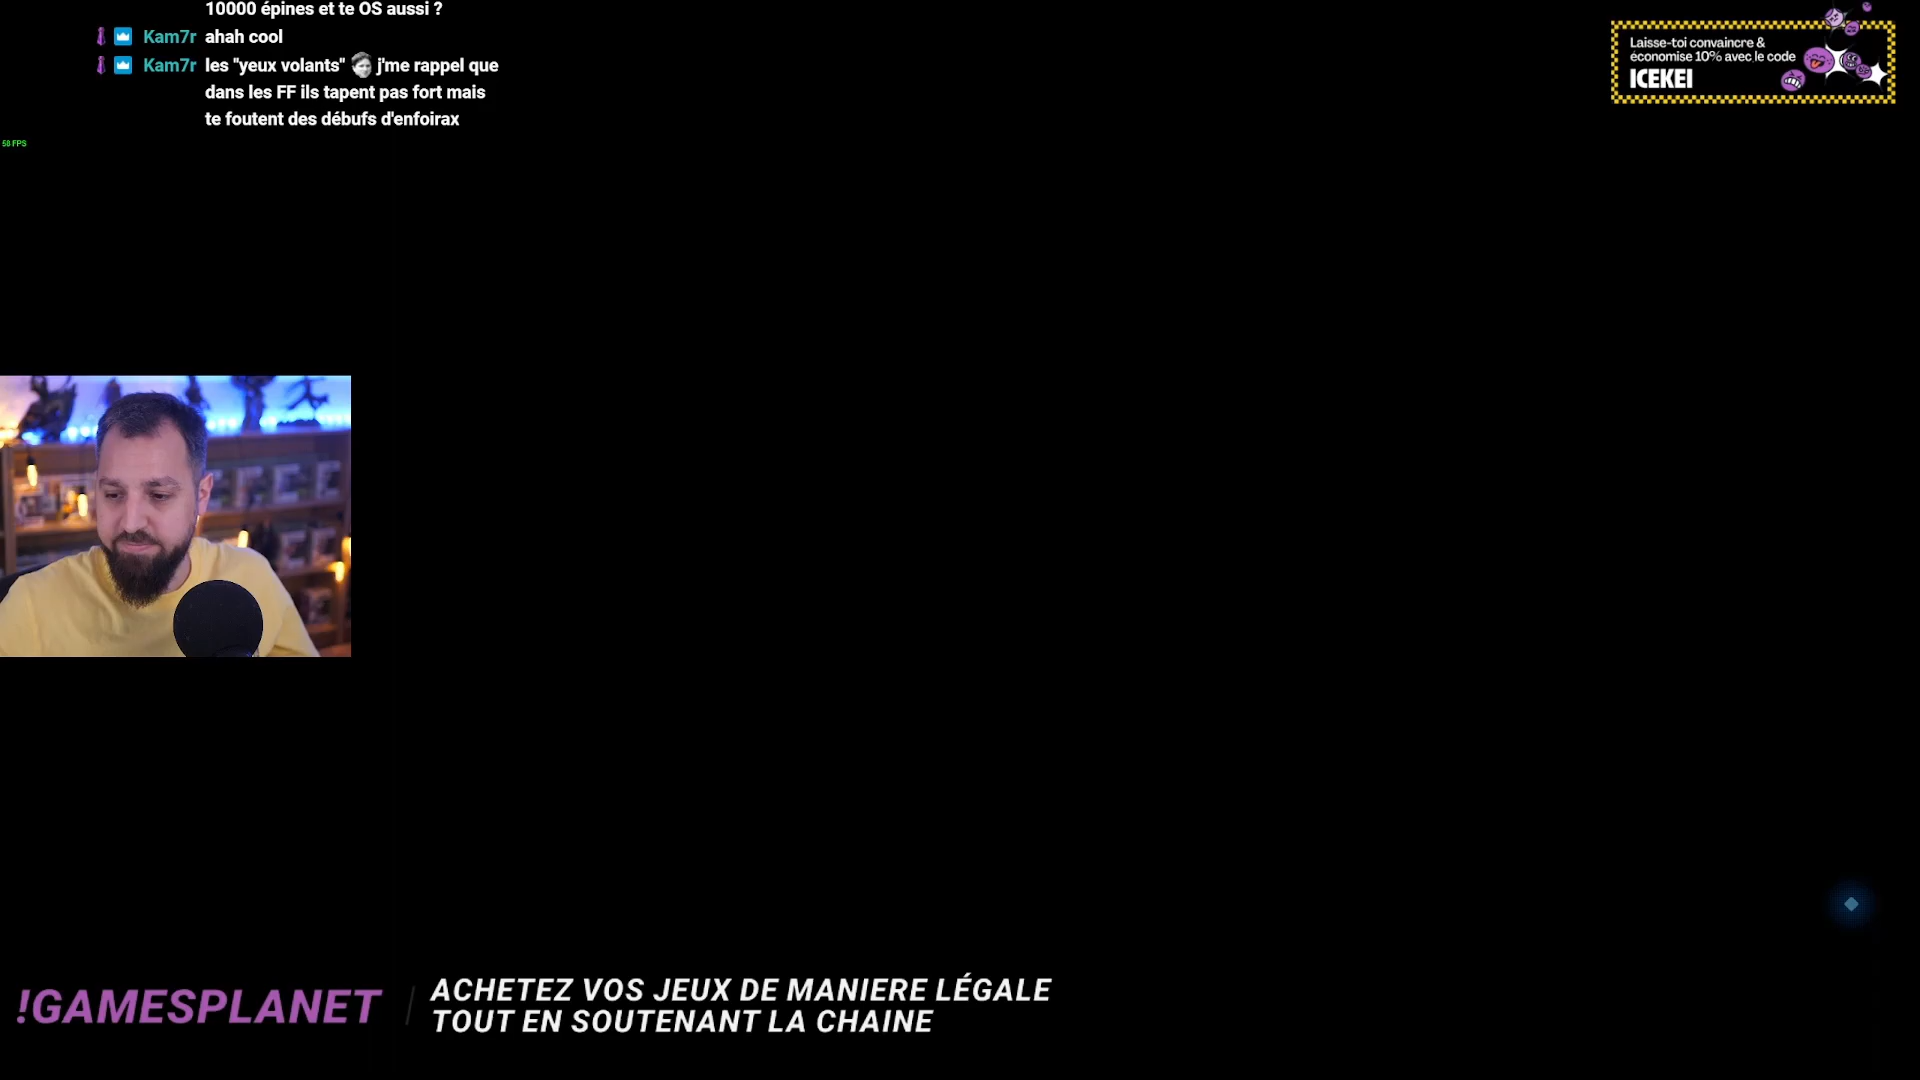 10000 épines et te OS aussi ?
Kam7r ahah cool
Kam7r les "yeux volants" j'me rappel que
dans les FF ils tapent pas fort mais
te foutent des débufs d'enfoirax
58 FPS
Laisse-toi convaincre &
économise 10% avec le code
ICEKEI
!GAMESPLANET
ACHETEZ VOS JEUX DE MANIERE LÉGALE
TOUT EN SOUTENANT LA CHAINE